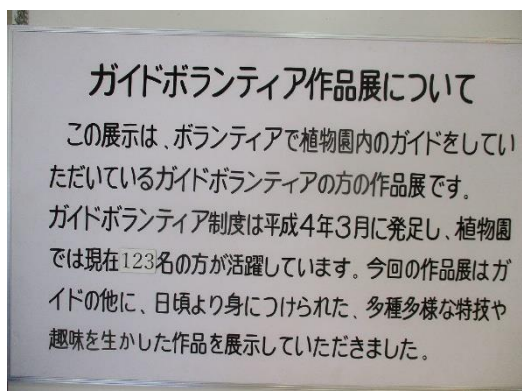 ガイドボランティア作品展について
この展示は、ボランティアで植物園内のガイドをしてい
ただいているガイドボランティアの方の作品展です。
ガイドボランティア制度は平成4年3月に発足し、植物園
では現在123名の方が活躍しています。今回の作品展はガ
イドの他に、日頃より身につけられた、多種多様な特技や
趣味を生かした作品を展示していただきました。